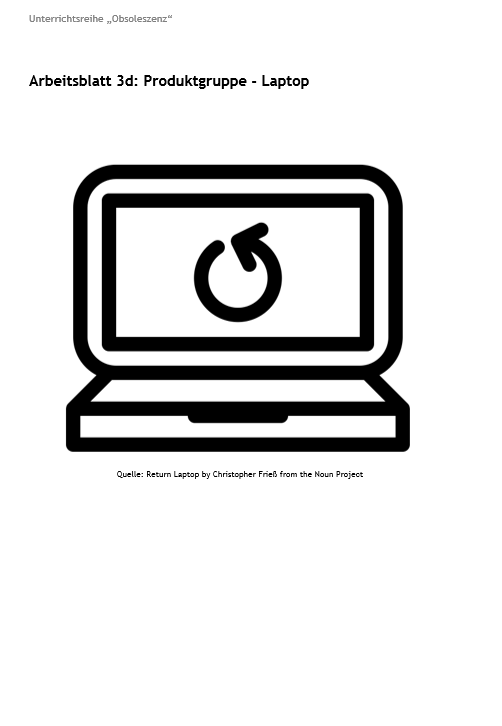 Unterrichtsreihe „Obsoleszenz“
Arbeitsblatt 3d: Produktgruppe - Laptop
Quelle: Return Laptop by Christopher Frieß from the Noun Project